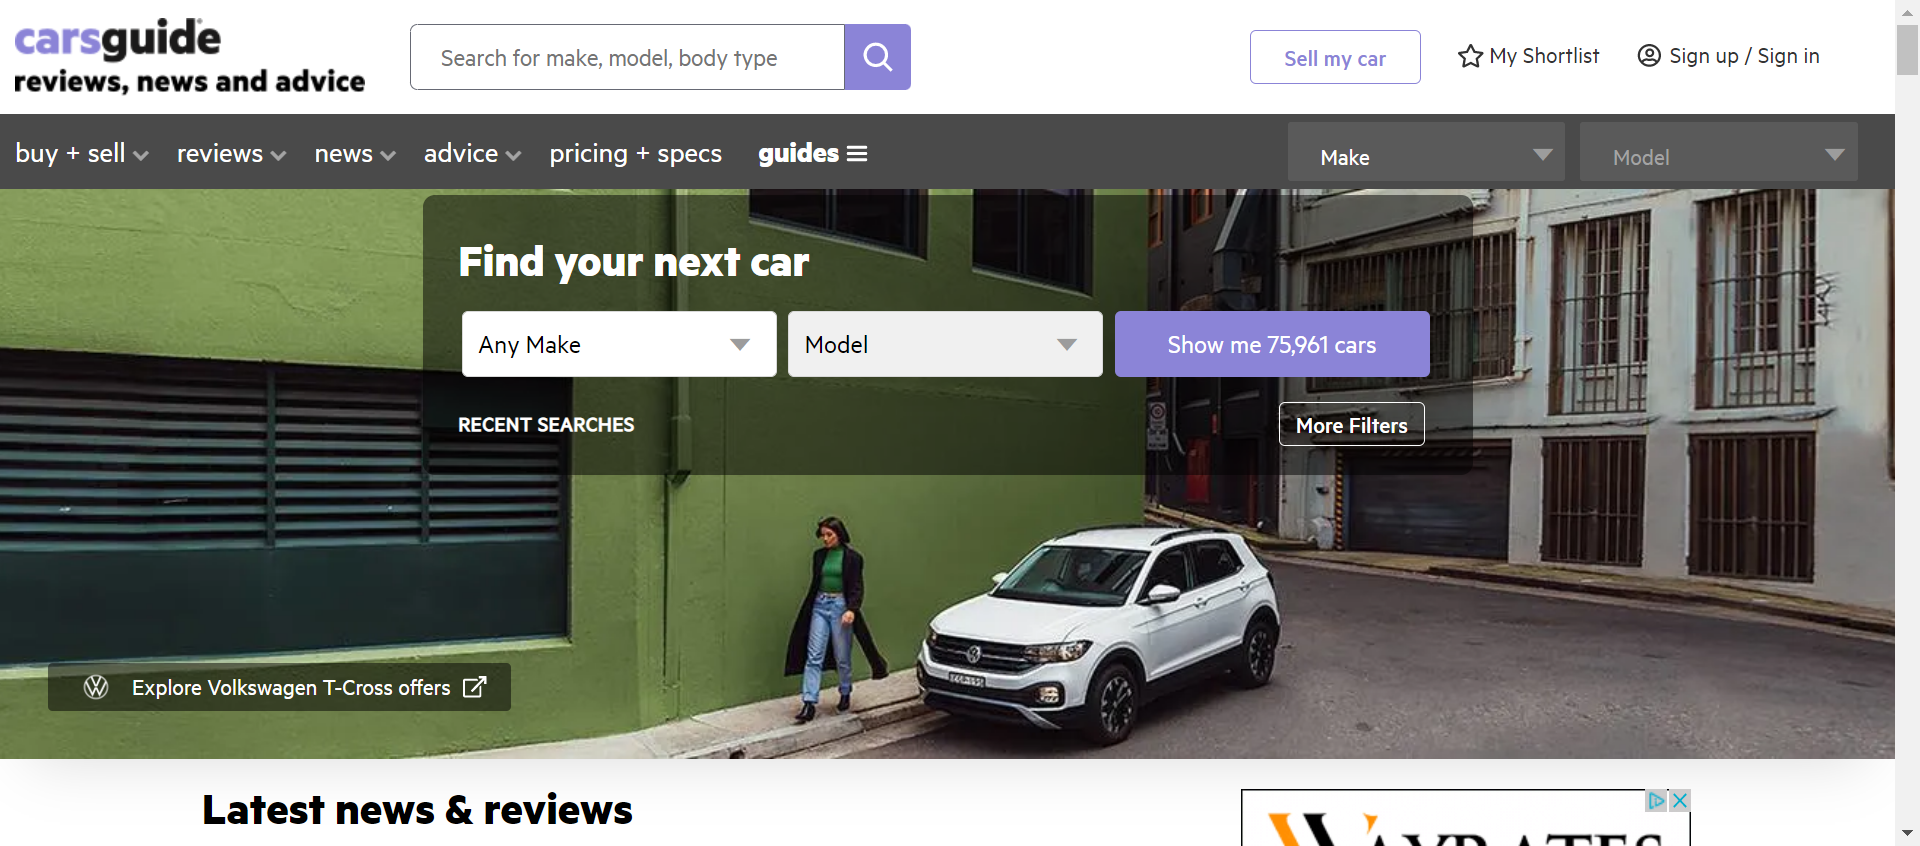 carsguide
reviews, news and advice
Search for make, model, body type
Sell my car
My Shortlist
Sign up / Sign in
buy + sell
reviews
news
advice
pricing + specs
guides
Make
Model
Find your next car
Any Make
Model
Show me 75,961 cars
RECENT SEARCHES
More Filters
Explore Volkswagen T-Cross offers
Latest news & reviews